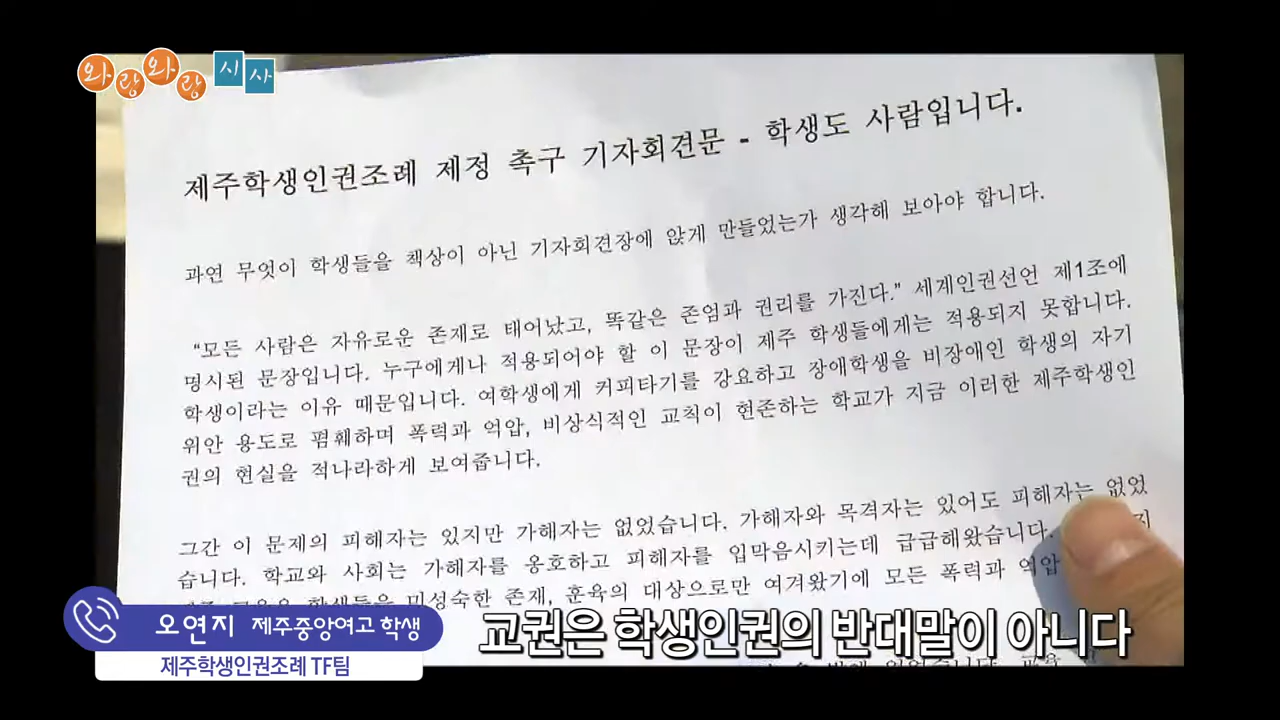 와랑와랑 시사
제주학생인권조례 제정 촉구 기자회견문 - 학생도 사람입니다.
과연 무엇이 학생들을 책상이 아닌 기자회견장에 앉게 만들었는가 생각해 보아야 합니다.
"모든 사람은 자유로운 존재로 태어났고, 똑같은 존엄과 권리를 가진다." 세계인권선언 제1조에
명시된 문장입니다. 누구에게나 적용되어야 할 이 문장이 제주 학생들에게는 적용되지 못합니다.
학생이라는 이유 때문입니다. 여학생에게 커피타기를 강요하고 장애학생을 비장애인 학생의 자기
위안 용도로 폄훼하며 폭력과 억압, 비상식적인 교칙이 현존하는 학교가 지금 이러한 제주학생인
권의 현실을 적나라하게 보여줍니다.
그간 이 문제의 피해자는 있지만 가해자는 없었습니다. 가해자와 목격자는 있어도 피해자는 없었
습니다. 학교와 사회는 가해자를 옹호하고 피해자를 입막음시키는데 급급해왔습니다.
학생들을 미성숙한 존재, 훈육의 대상으로만 여겨왔기에 모든 폭력과 억압
오연지 제주중앙여고 학생
제주학생인권조례 TF팀
교권은 학생인권의 반대말이 아니다